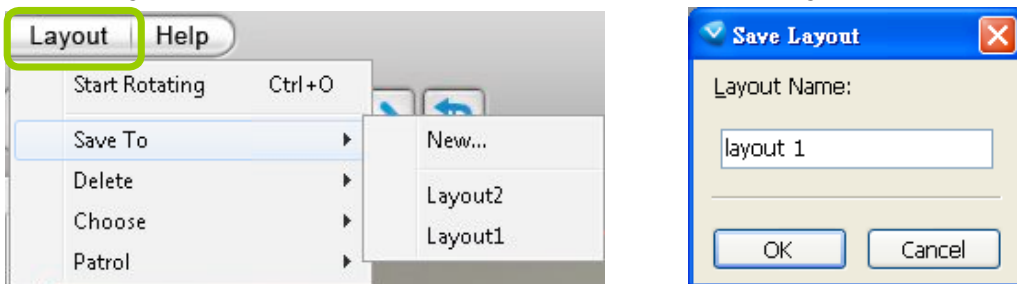 Layout Help
Start Rotating Ctrl+O
Save To
Delete
Choose
Patrol
New...
Layout2
Layout1
Save Layout
Layout Name:
layout 1
OK Cancel